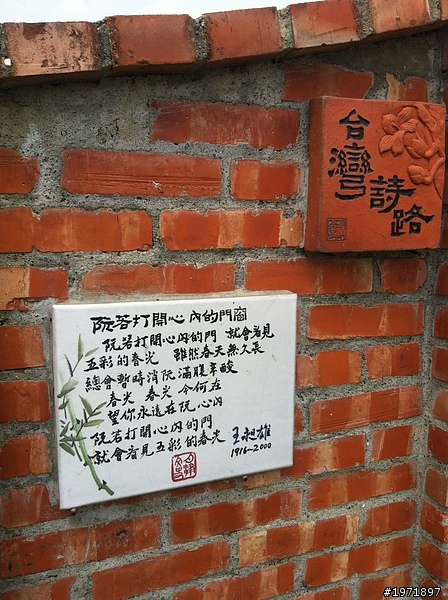 台灣
詩路
阮若打開心內的門窗
阮若打開心內的門 就會看見
五彩的春光 雖然春天無久長
總會暫時消阮滿腹辛酸
春光 春光 今何在
望你永遠在阮心內
阮若打開心內的門
就會看見五彩的春光 王昶雄
1916-2000
#1971897